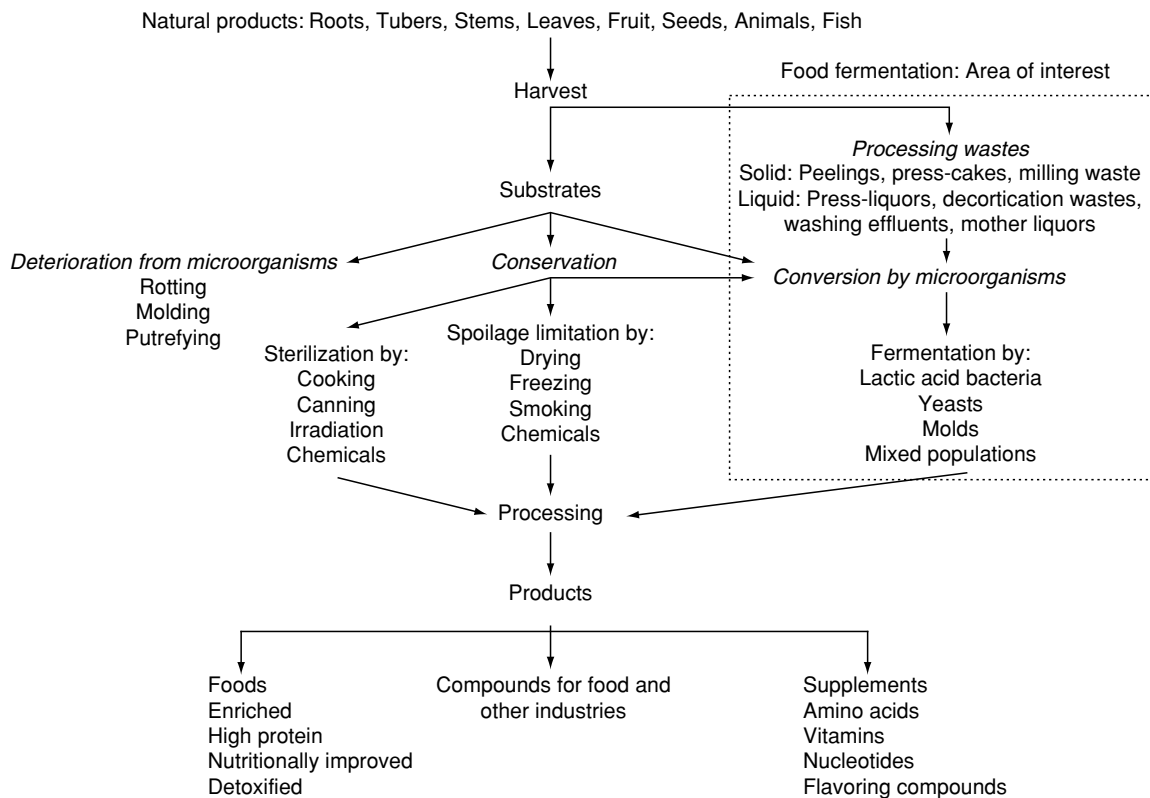 Natural products: Roots, Tubers, Stems, Leaves, Fruit, Seeds, Animals, Fish
Food fermentation: Area of interest
Harvest
Processing wastes
Solid: Peelings, press-cakes, milling waste
Liquid: Press-liquors, decortication wastes,
washing effluents, mother liquors
Substrates
Deterioration from microorganisms
Rotting
Molding
Putrefying
Conservation
Conversion by microorganisms
Sterilization by:
Cooking
Canning
Irradiation
Chemicals
Spoilage limitation by:
Drying
Freezing
Smoking
Chemicals
Fermentation by:
Lactic acid bacteria
Yeasts
Molds
Mixed populations
Processing
Products
Foods
Enriched
High protein
Nutritionally improved
Detoxified
Compounds for food and
other industries
Supplements
Amino acids
Vitamins
Nucleotides
Flavoring compounds